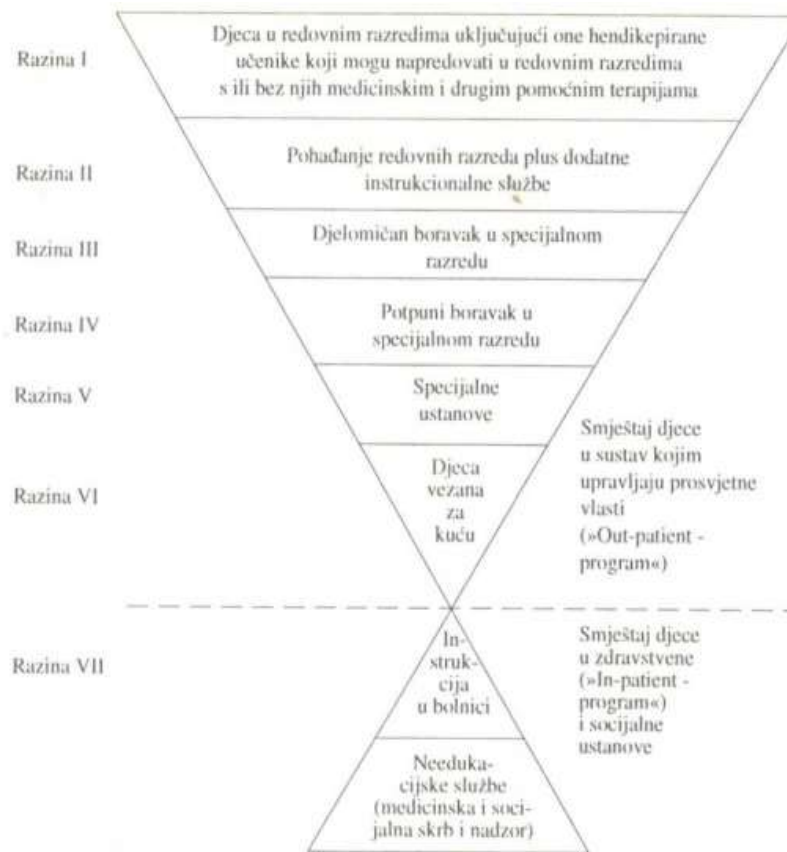 Razina I
Djeca u redovnim razredima uključujući one hendikepirane
učenike koji mogu napredovati u redovnim razredima
s ili bez njih medicinskim i drugim pomoćnim terapijama
Razina II
Pohađanje redovnih razreda plus dodatne
instrukcionalne službe
Razina III
Djelomičan boravak u specijalnom
razredu
Razina IV
Potpuni boravak u
specijalnom razredu
Razina V
Specijalne
ustanove
Razina VI
Djeca
vezana
za
kuću
Smještaj djece
u sustav kojim
upravljaju prosvjetne
vlasti
(»Out-patient -
program«)
Razina VII
In-
struk-
cija
u bolnici
Smještaj djece
u zdravstvene
(»In-patient -
program«)
i socijalne
ustanove
Needuka-
cijske službe
(medicinska i soci-
jalna skrb i nadzor)